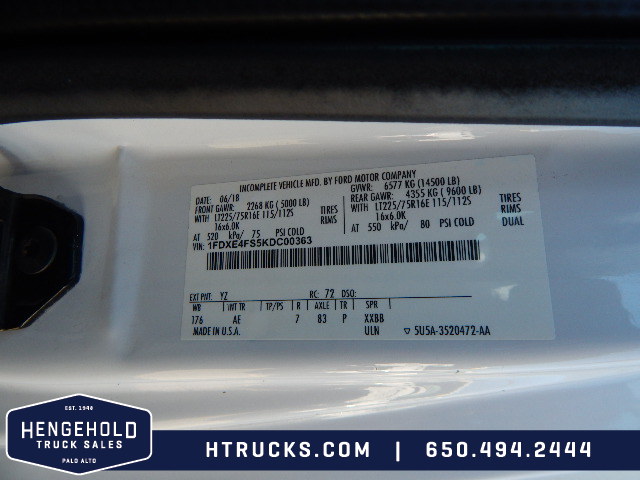 INCOMPLETE VEHICLE MFD. BY FORD MOTOR COMPANY
DATE: 06/18 GVWR: 6577 KG (14500 LB)
FRONT GAWR: 2268 KG (5000 LB) REAR GAWR: 4355 KG (9600 LB)
WITH LT225/75R16E 115/112S TIRES WITH LT225/75R16E 115/112S TIRES
16x6.0K RIMS 16x6.0K RIMS
AT 520 kPa/ 75 PSI COLD AT 550 kPa/ 80 PSI COLD DUAL
VIN: 1FDXE4FS5KDC00363
EXT PNT: YZ RC: 72 DSO:
WB INT TR TP/PS R AXLE TR SPR
176 AE 7 83 P XXBB
MADE IN U.S.A. ULN 5U5A-3520472-AA
EST. 1940
HENGEHOLD
TRUCK SALES
PALO ALTO
HTRUCKS.COM | 650.494.2444